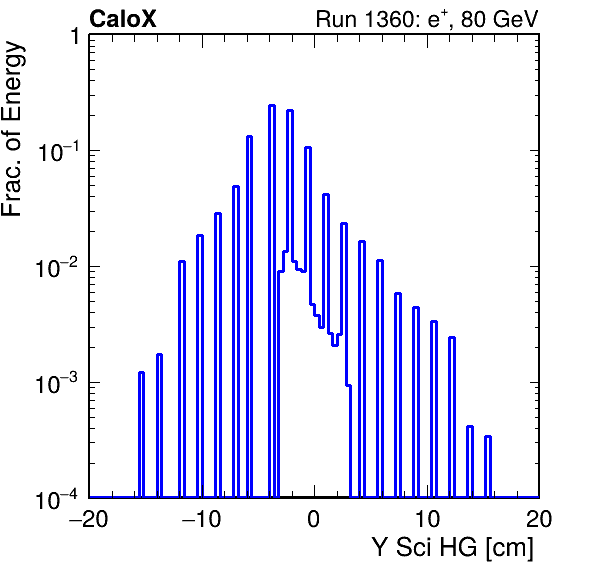 CaloX Run 1360: e⁺, 80 GeV
Frac. of Energy
1
10⁻¹
10⁻²
10⁻³
10⁻⁴
−20 −10 0 10 20
Y Sci HG [cm]